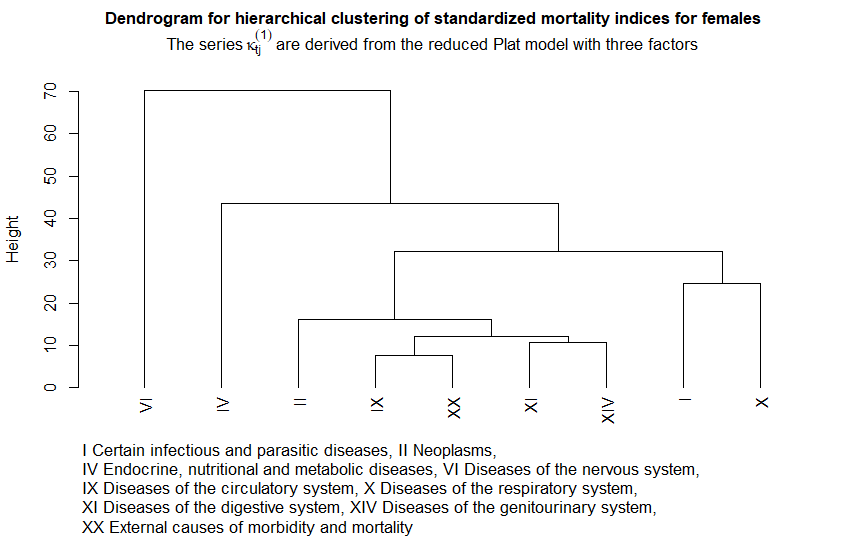 Dendrogram for hierarchical clustering of standardized mortality indices for females
The series κ_tj^(1) are derived from the reduced Plat model with three factors
70
60
50
40
30
20
10
0
Height
VI
IV
II
IX
XX
XI
XIV
I
X
I Certain infectious and parasitic diseases, II Neoplasms,
IV Endocrine, nutritional and metabolic diseases, VI Diseases of the nervous system,
IX Diseases of the circulatory system, X Diseases of the respiratory system,
XI Diseases of the digestive system, XIV Diseases of the genitourinary system,
XX External causes of morbidity and mortality